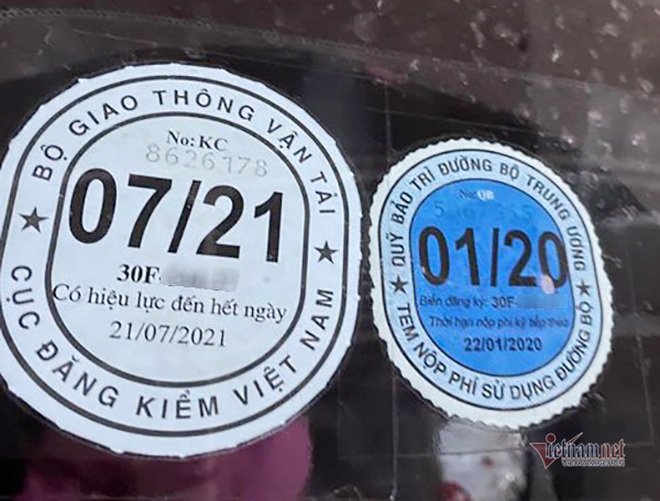 BỘ GIAO THÔNG VẬN TẢI
No: KC
8626178
07/21
30F-
Có hiệu lực đến hết ngày
21/07/2021
CỤC ĐĂNG KIỂM VIỆT NAM
QUỸ BẢO TRÌ ĐƯỜNG BỘ TRUNG ƯƠNG
No: QB
01/20
Biển đăng ký: 30F-
Thời hạn nộp phí kỳ tiếp theo
22/01/2020
TEM NỘP PHÍ SỬ DỤNG ĐƯỜNG BỘ
Vietnam.net
VIETNAMNET.VN